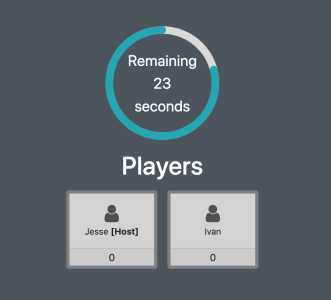 Remaining
23
seconds
Players
Jesse [Host]
Ivan
0
0